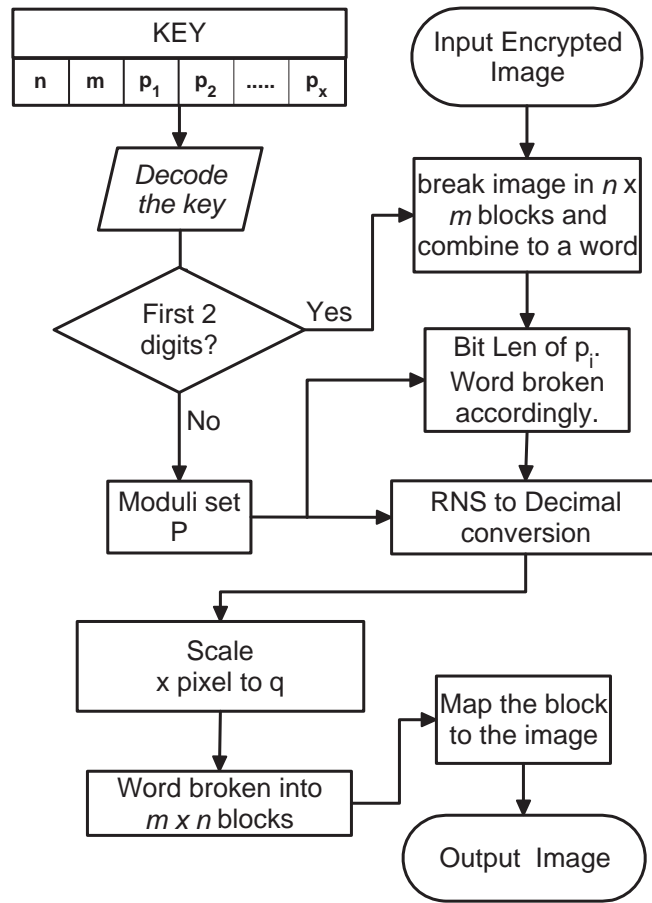 KEY
n m p1 p2 ..... px
Decode
the key
First 2
digits?
Yes
No
Moduli set
P
Input Encrypted
Image
break image in n x
m blocks and
combine to a word
Bit Len of pi.
Word broken
accordingly.
RNS to Decimal
conversion
Scale
x pixel to q
Word broken into
m x n blocks
Map the block
to the image
Output Image